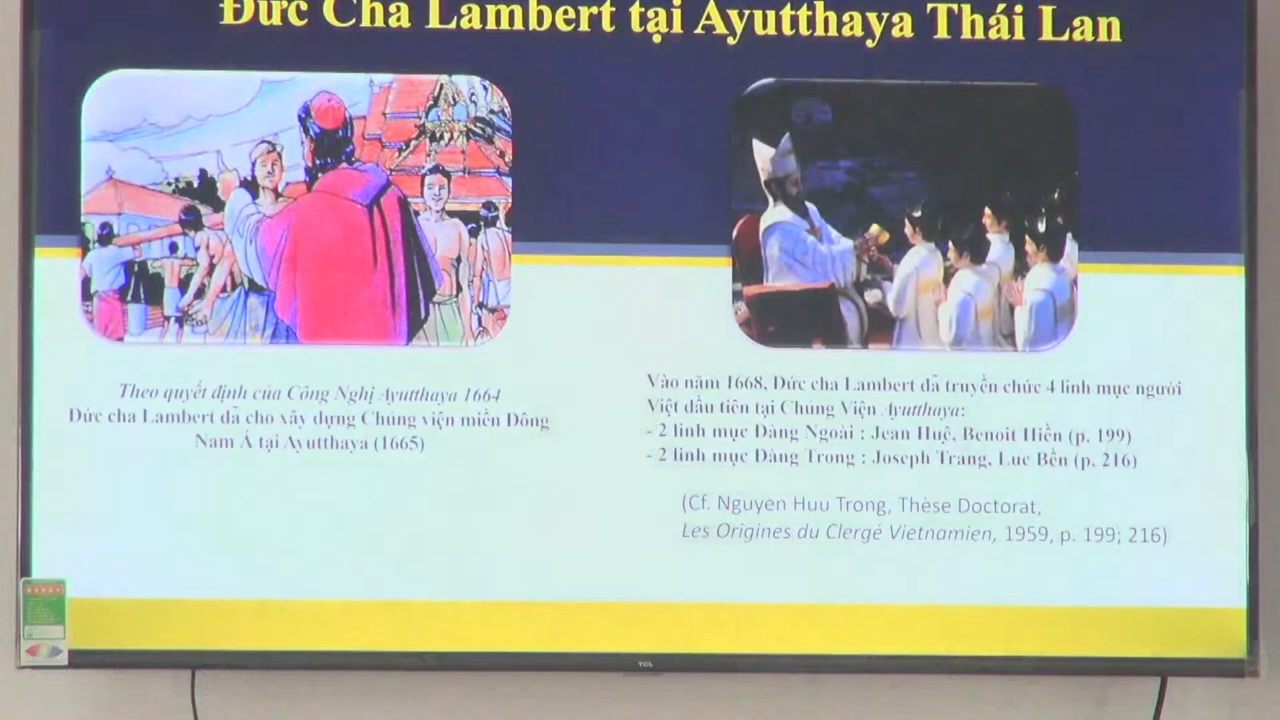 Đức Cha Lambert tại Ayutthaya Thái Lan
Theo quyết định của Công Nghị Ayutthaya 1664
Đức cha Lambert đã cho xây dựng Chủng viện miền Đông
Nam Á tại Ayutthaya (1665)
Vào năm 1668, Đức cha Lambert đã truyền chức 4 linh mục người
Việt đầu tiên tại Chủng Viện Ayutthaya:
- 2 linh mục Đàng Ngoài : Jean Huệ, Benoit Hiền (p. 199)
- 2 linh mục Đàng Trong : Joseph Trang, Luc Bền (p. 216)
(Cf. Nguyen Huu Trong, Thèse Doctorat,
Les Origines du Clergé Vietnamien, 1959, p. 199; 216)
TCL